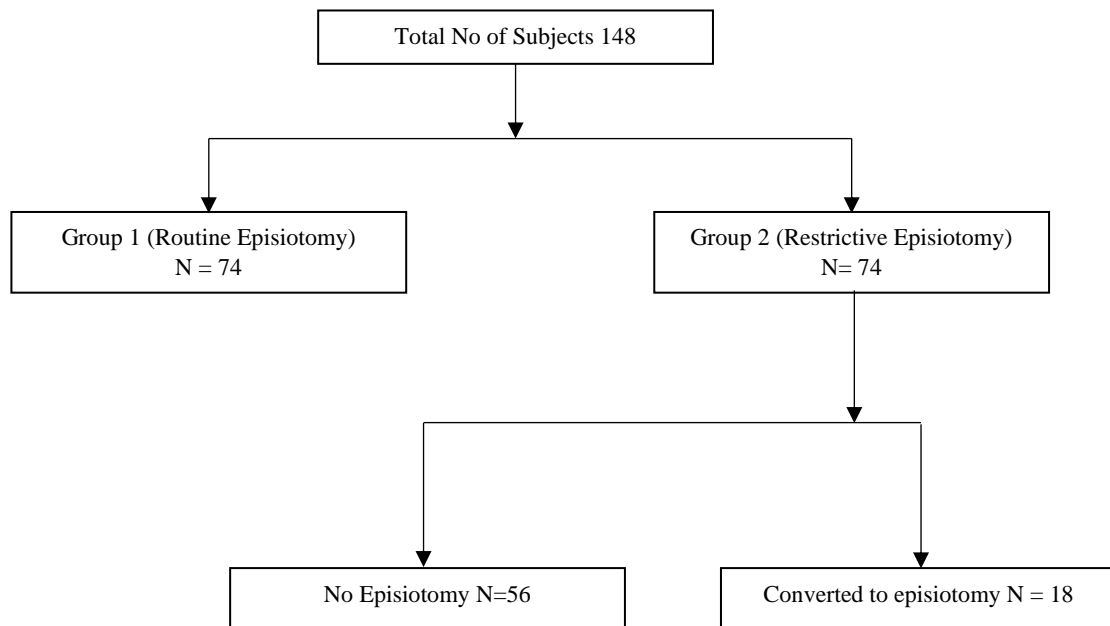 Total No of Subjects 148
Group 1 (Routine Episiotomy)
N = 74
Group 2 (Restrictive Episiotomy)
N= 74
No Episiotomy N=56
Converted to episiotomy N = 18